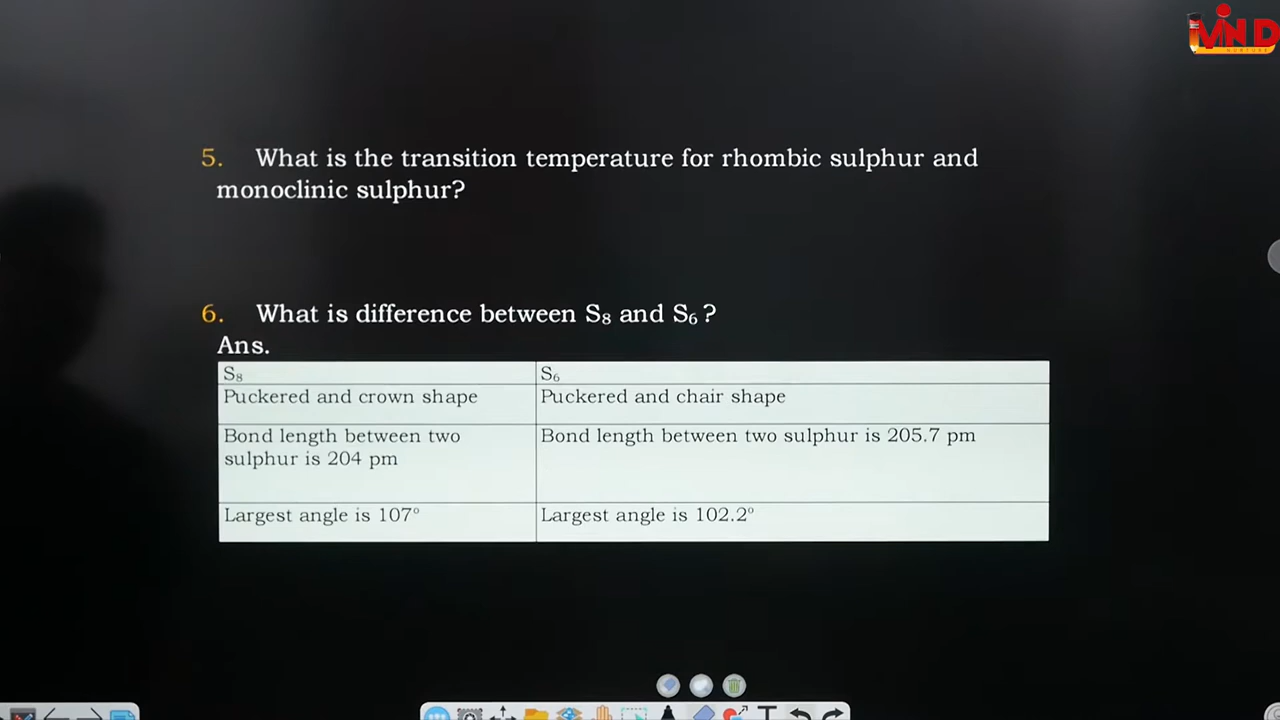 MIND
NURTURE
5. What is the transition temperature for rhombic sulphur and
monoclinic sulphur?
6. What is difference between S₈ and S₆ ?
Ans.
S₈ S₆
Puckered and crown shape Puckered and chair shape
Bond length between two Bond length between two sulphur is 205.7 pm
sulphur is 204 pm
Largest angle is 107° Largest angle is 102.2°
T